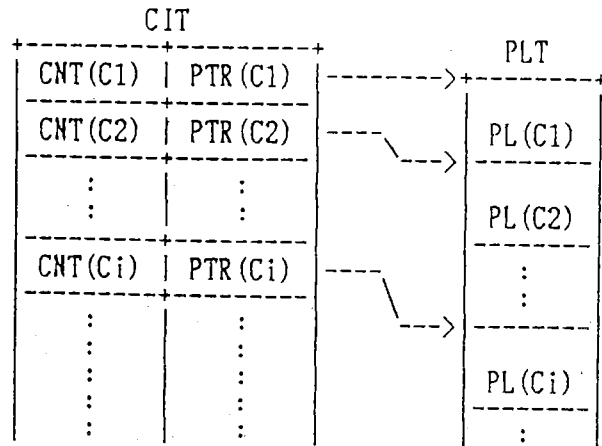 CIT
PLT
CNT(C1) PTR(C1)
CNT(C2) PTR(C2)
PL(C1)
PL(C2)
CNT(Ci) PTR(Ci)
PL(Ci)